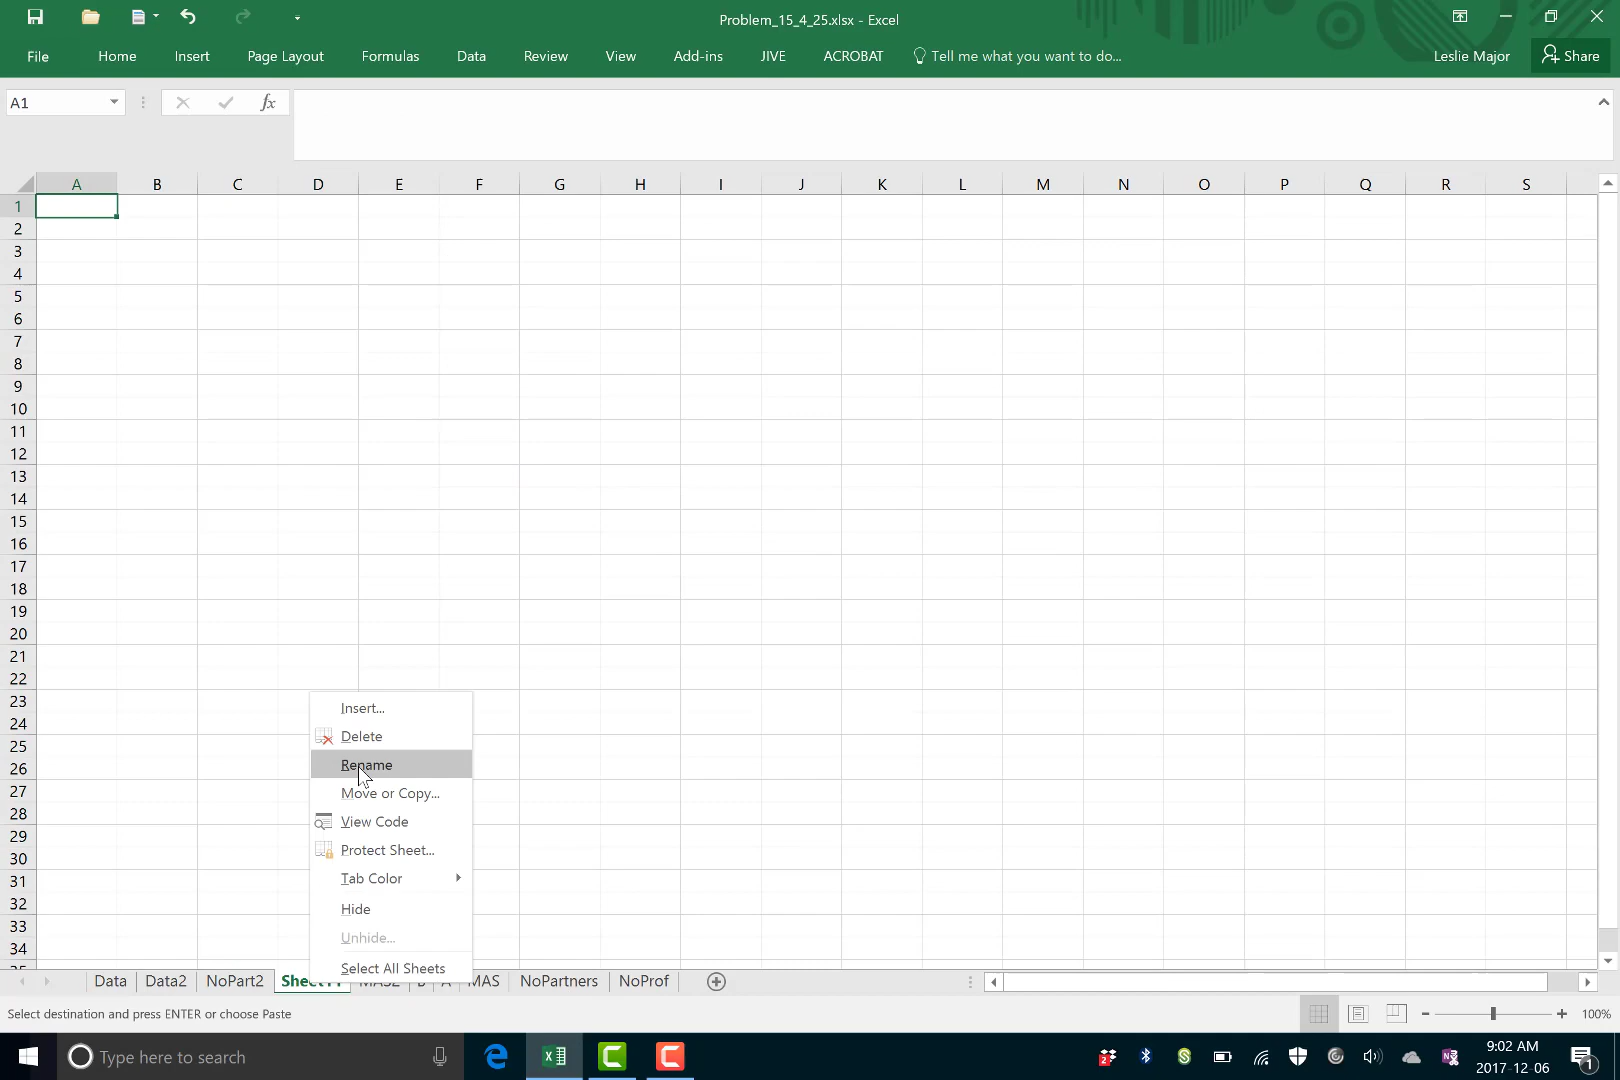 Problem_15_4_25.xlsx - Excel
File Home Insert Page Layout Formulas Data Review View Add-ins JIVE ACROBAT Tell me what you want to do... Leslie Major Share
A1 fx
A B C D E F G H I J K L M N O P Q R S
1
2
3
4
5
6
7
8
9
10
11
12
13
14
15
16
17
18
19
20
21
22
23
24
25
26
27
28
29
30
31
32
33
34
Insert...
Delete
Rename
Move or Copy...
View Code
Protect Sheet...
Tab Color
Hide
Unhide...
Select All Sheets
Data Data2 NoPart2 MAS2 B A MAS NoPartners NoProf
Select destination and press ENTER or choose Paste
100%
Type here to search
9:02 AM
2017-12-06
1
2